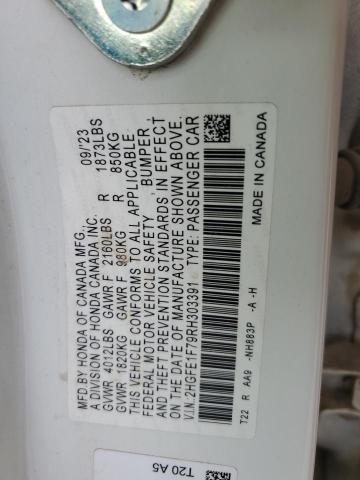 MFD.BY HONDA OF CANADA MFG. 09/'23
A DIVISION OF HONDA CANADA INC.
GVWR 4012LBS GAWR F 2160LBS R 1873LBS
GVWR 1820KG GAWR F 980KG R 850KG
THIS VEHICLE CONFORMS TO ALL APPLICABLE
FEDERAL MOTOR VEHICLE SAFETY BUMPER,
AND THEFT PREVENTION STANDARDS IN EFFECT
ON THE DATE OF MANUFACTURE SHOWN ABOVE.
V.I.N:2HGFE1F79RH303391 TYPE: PASSENGER CAR
T22 R AA9 -NH883P -A -H MADE IN CANADA
T20 A5